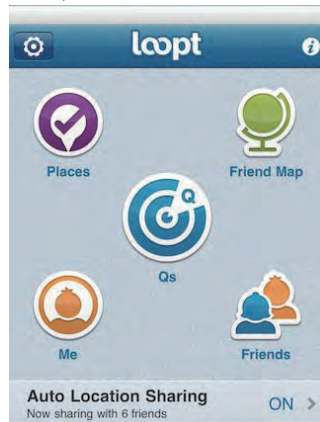 loopt
i
Places
Friend Map
Q
Qs
Me
Friends
Auto Location Sharing
ON >
Now sharing with 6 friends